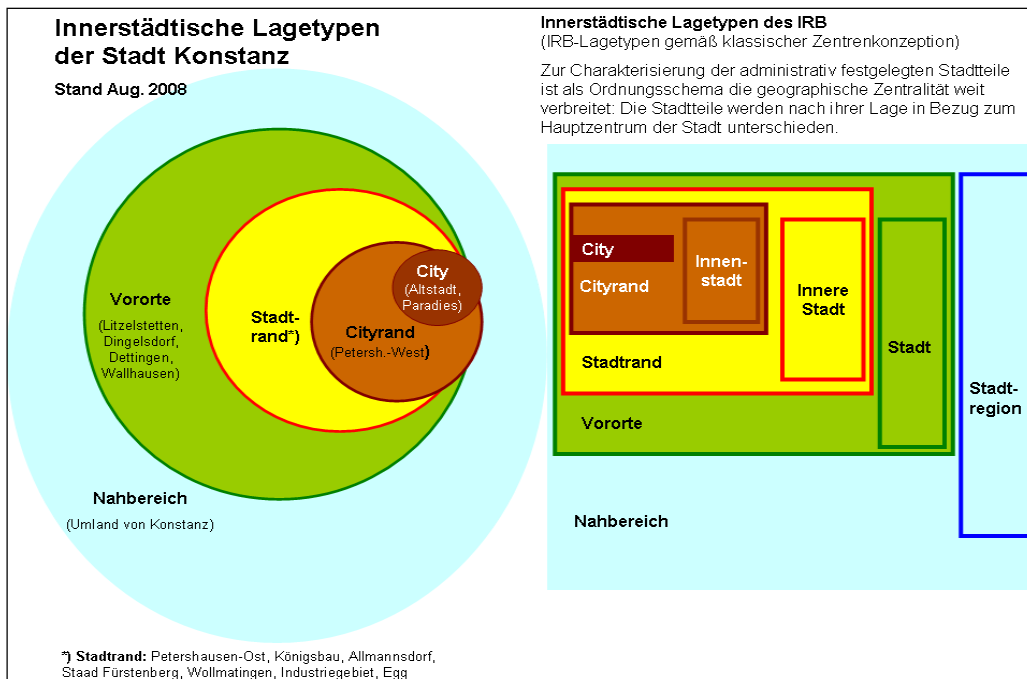 Innerstädtische Lagetypen
der Stadt Konstanz
Stand Aug. 2008
City
(Altstadt,
Paradies)
Vororte
(Litzelstetten,
Dingelsdorf,
Dettingen,
Wallhausen)
Stadt-
rand*)
Cityrand
(Petersh.-West)
Nahbereich
(Umland von Konstanz)
*) Stadtrand: Petershausen-Ost, Königsbau, Allmannsdorf,
Staad Fürstenberg, Wollmatingen, Industriegebiet, Egg
Innerstädtische Lagetypen des IRB
(IRB-Lagetypen gemäß klassischer Zentrenkonzeption)
Zur Charakterisierung der administrativ festgelegten Stadtteile
ist als Ordnungsschema die geographische Zentralität weit
verbreitet: Die Stadtteile werden nach ihrer Lage in Bezug zum
Hauptzentrum der Stadt unterschieden.
City
Cityrand
Innen-
stadt
Innere
Stadt
Stadtrand
Stadt
Stadt-
region
Vororte
Nahbereich